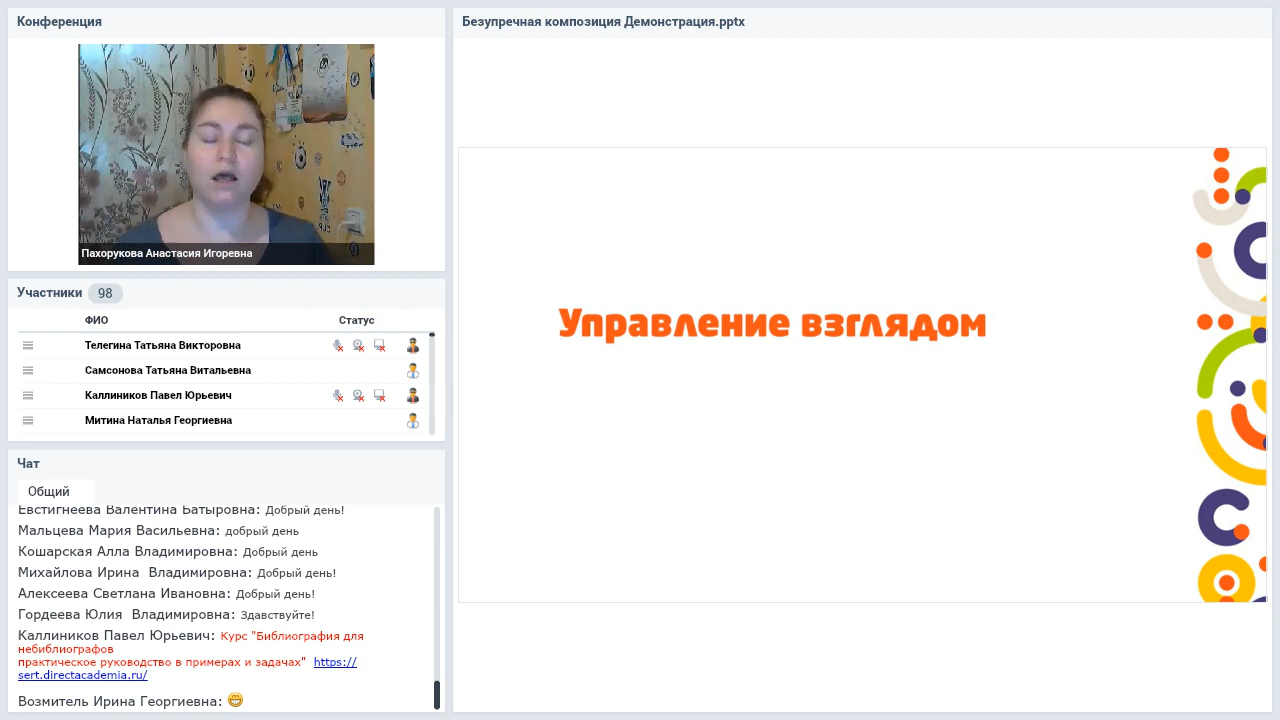 Конференция
Пахорукова Анастасия Игоревна
Участники 98
ФИО Статус
Телегина Татьяна Викторовна
Самсонова Татьяна Витальевна
Каллиников Павел Юрьевич
Митина Наталья Георгиевна
Чат
Общий
Евстигнеева Валентина Батыровна: Добрый день!
Мальцева Мария Васильевна: добрый день
Кошарская Алла Владимировна: Добрый день
Михайлова Ирина Владимировна: Добрый день!
Алексеева Светлана Ивановна: Добрый день!
Гордеева Юлия Владимировна: Здавствуйте!
Каллиников Павел Юрьевич: Курс "Библиография для
небиблиографов
практическое руководство в примерах и задачах" https://
sert.directacademia.ru/
Возмитель Ирина Георгиевна:
Безупречная композиция Демонстрация.pptx
Управление взглядом